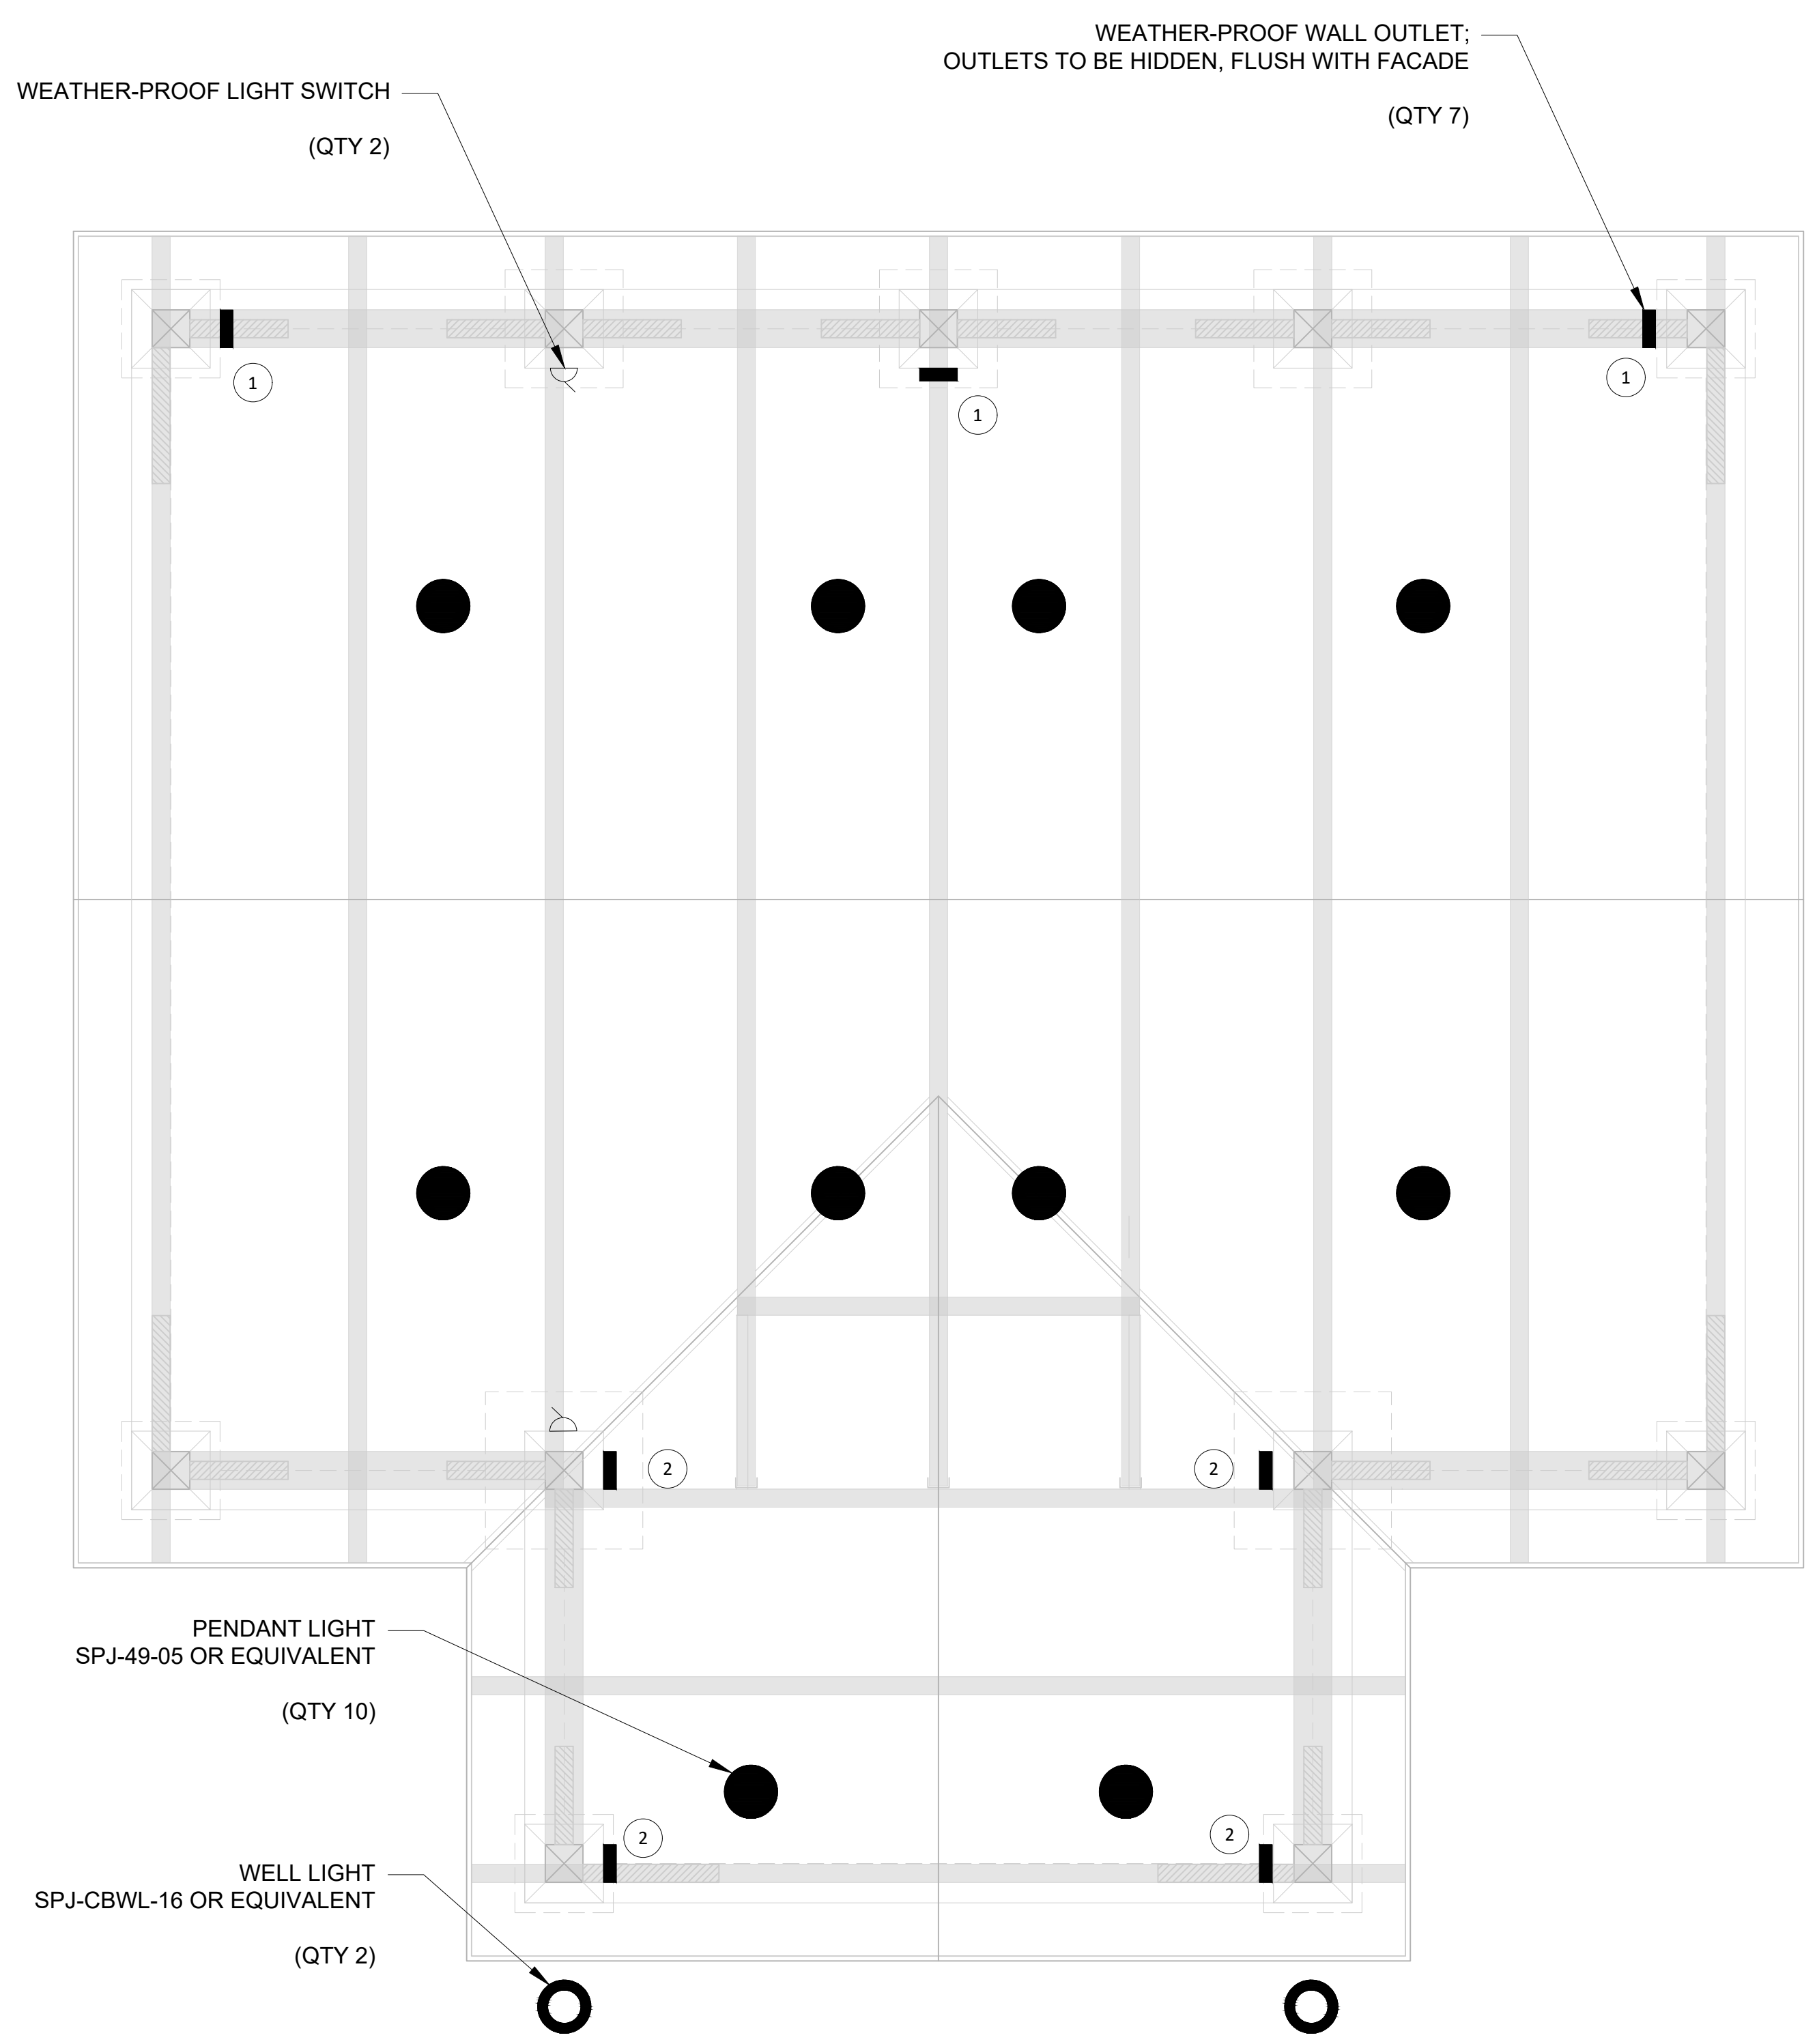 WEATHER-PROOF WALL OUTLET;
OUTLETS TO BE HIDDEN, FLUSH WITH FACADE
(QTY 7)
WEATHER-PROOF LIGHT SWITCH
(QTY 2)
1
1
1
2
2
PENDANT LIGHT
SPJ-49-05 OR EQUIVALENT
(QTY 10)
2
2
WELL LIGHT
SPJ-CBWL-16 OR EQUIVALENT
(QTY 2)